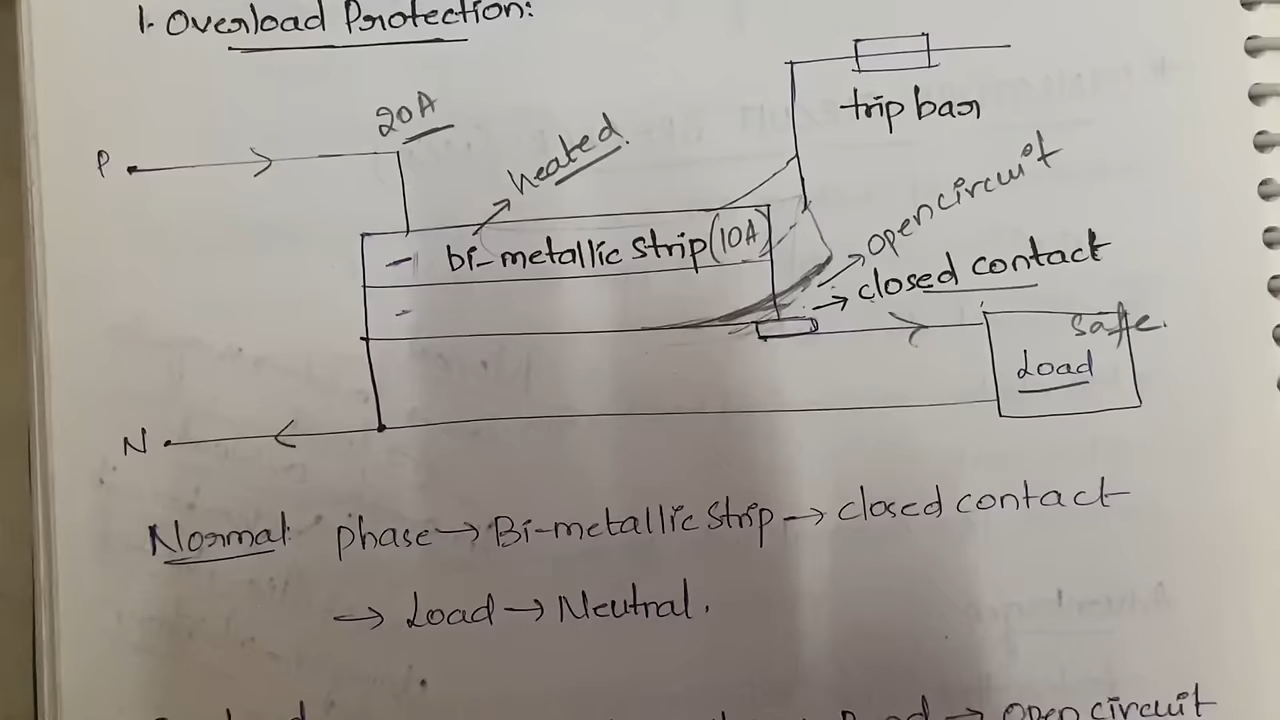 1. Overload Protection:
20A
trip bar
P
heated.
bi-metallic strip (10A)
open circuit
closed contact
safe.
Load
N
Normal: phase → Bi-metallic strip → closed contact
→ Load → Neutral.
→ open circuit